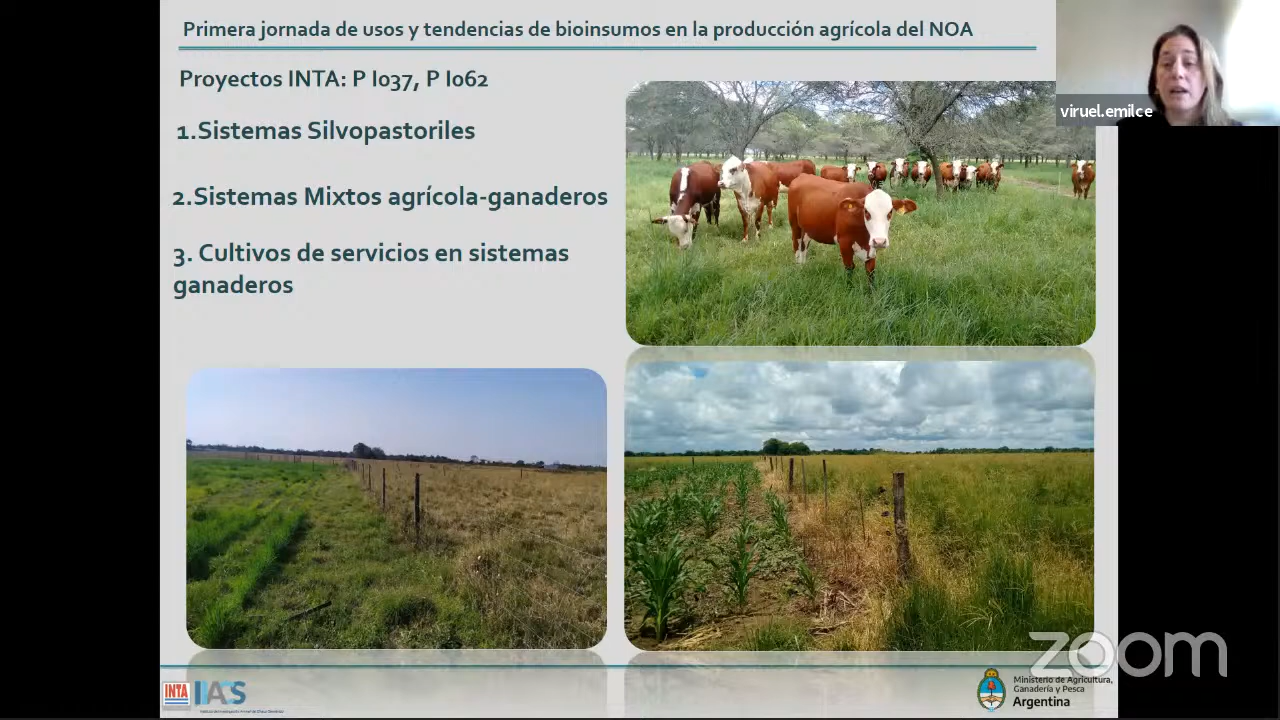 Primera jornada de usos y tendencias de bioinsumos en la producción agrícola del NOA
viruel.emilce
Proyectos INTA: P I037, P I062
1.Sistemas Silvopastoriles
2.Sistemas Mixtos agrícola-ganaderos
3. Cultivos de servicios en sistemas
ganaderos
zoom
INTA
Ministerio de Agricultura,
Ganadería y Pesca
Argentina